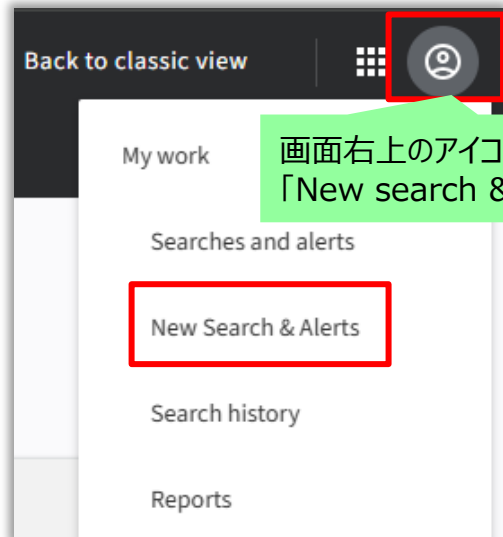 Back to classic view
My work
画面右上のアイコ
「New search &
Searches and alerts
New Search & Alerts
Search history
Reports